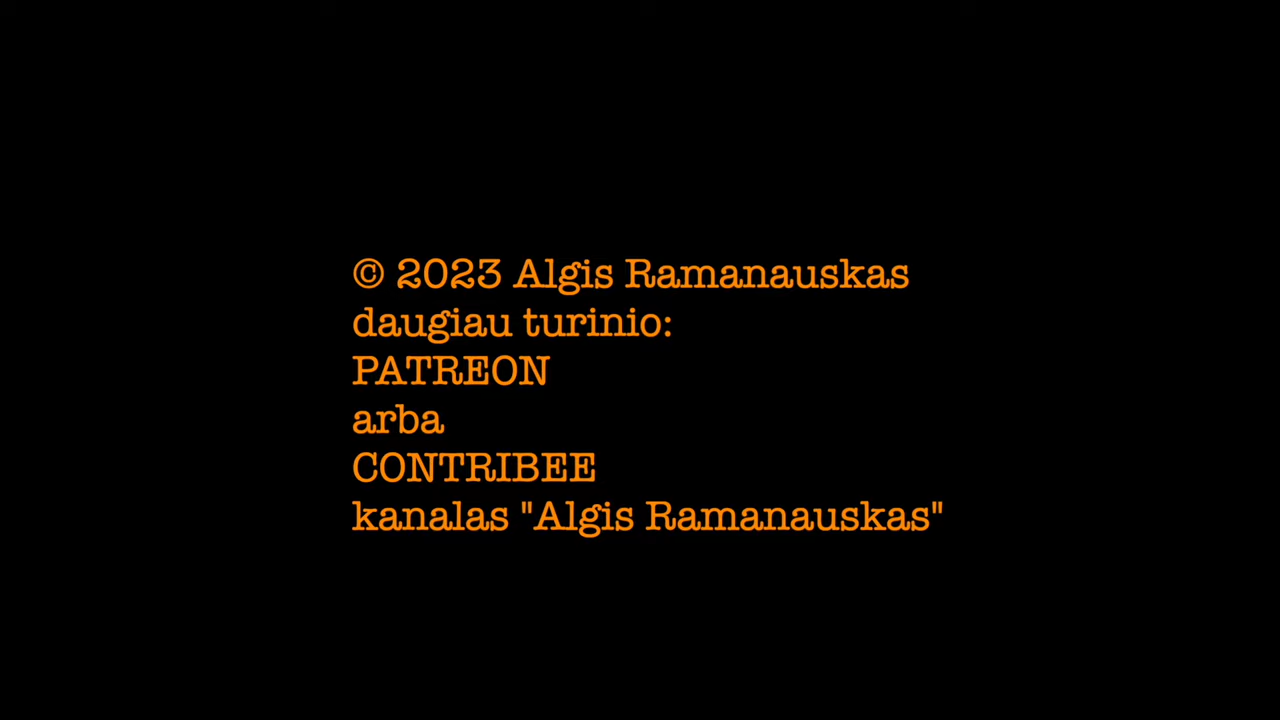 © 2023 Algis Ramanauskas
daugiau turinio:
PATREON
arba
CONTRIBEE
kanalas "Algis Ramanauskas"